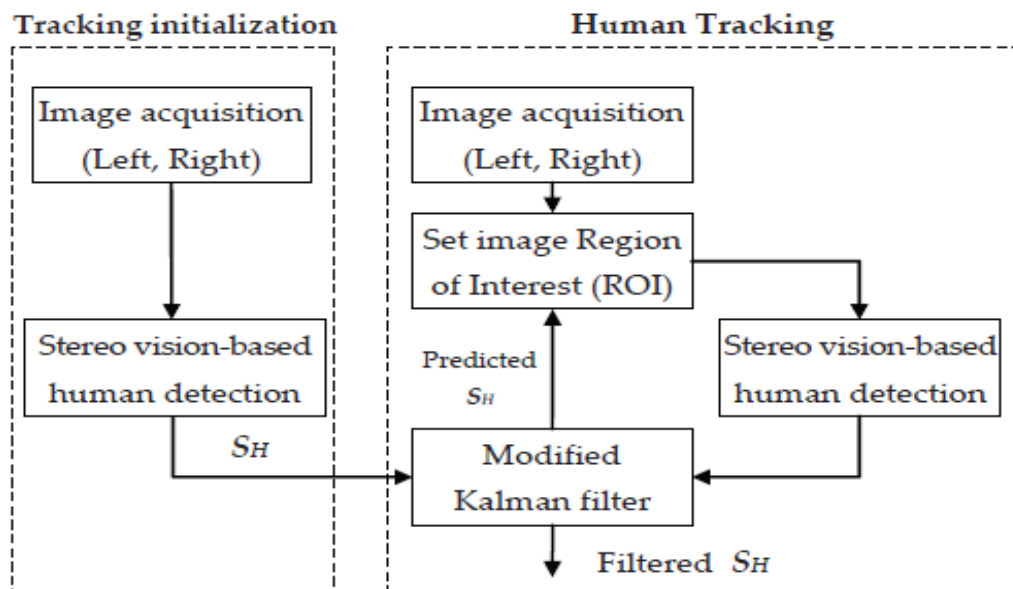 Tracking initialization
Image acquisition
(Left, Right)
Stereo vision-based
human detection
SH
Human Tracking
Image acquisition
(Left, Right)
Set image Region
of Interest (ROI)
Predicted
SH
Stereo vision-based
human detection
Modified
Kalman filter
Filtered SH